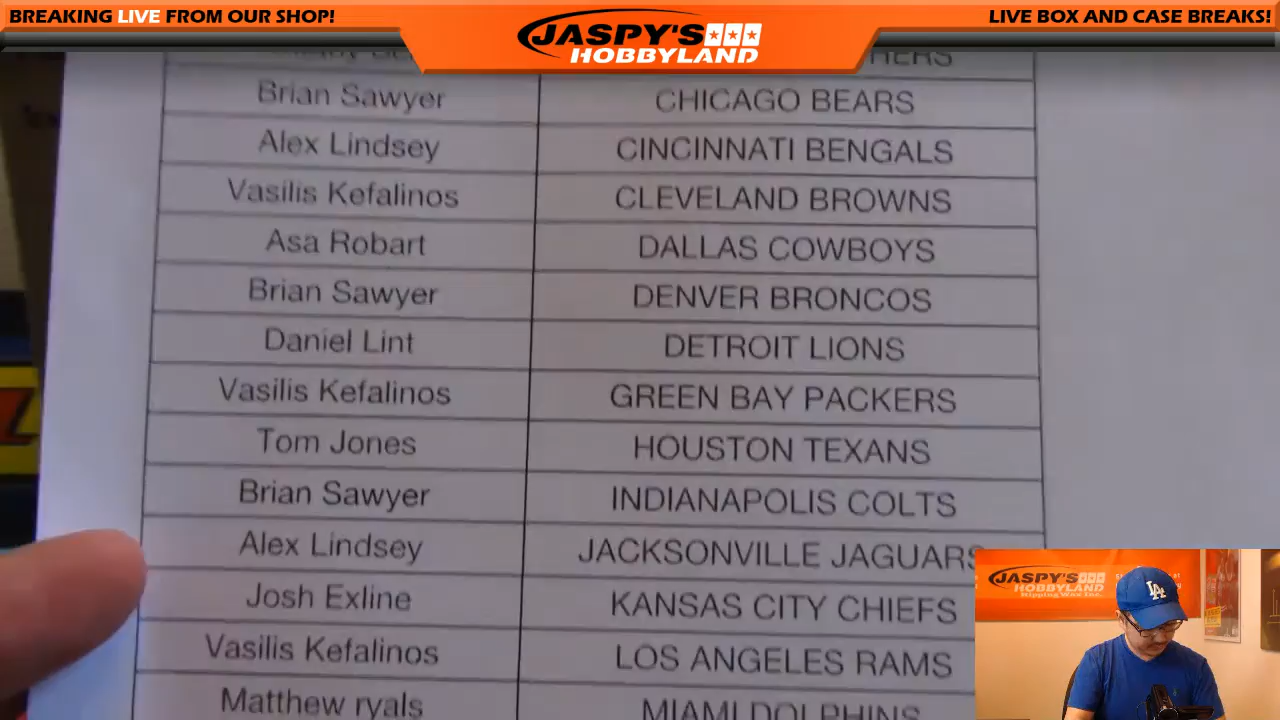 BREAKING LIVE FROM OUR SHOP!
JASPY'S
HOBBYLAND
LIVE BOX AND CASE BREAKS!
Brian Sawyer CHICAGO BEARS
Alex Lindsey CINCINNATI BENGALS
Vasilis Kefalinos CLEVELAND BROWNS
Asa Robart DALLAS COWBOYS
Brian Sawyer DENVER BRONCOS
Daniel Lint DETROIT LIONS
Vasilis Kefalinos GREEN BAY PACKERS
Tom Jones HOUSTON TEXANS
Brian Sawyer INDIANAPOLIS COLTS
Alex Lindsey JACKSONVILLE JAGUARS
Josh Exline KANSAS CITY CHIEFS
Vasilis Kefalinos LOS ANGELES RAMS
Matthew ryals MIAMI DOLPHINS
JASPY'S
HOBBYLAND
RippingWax Inc.
LA